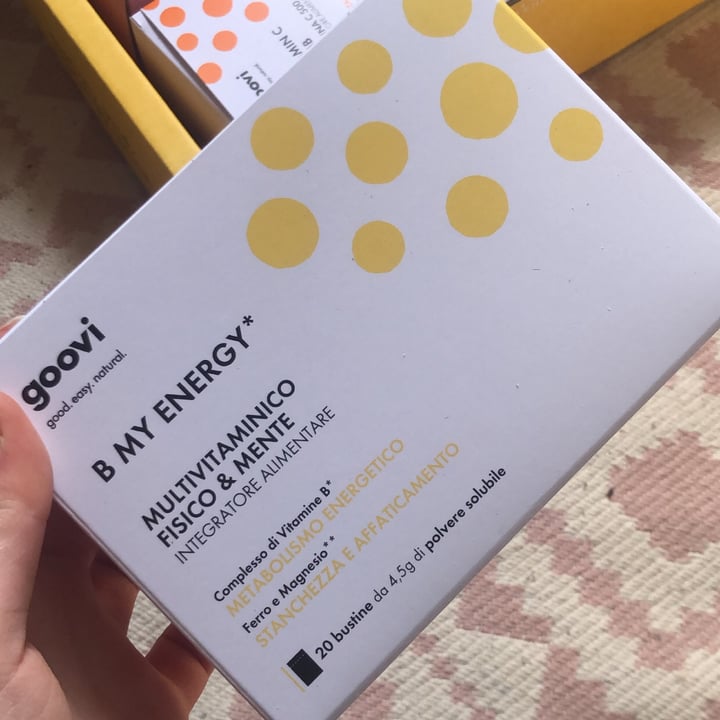 goovi
good. easy. natural.
B MY ENERGY*
MULTIVITAMINICO
FISICO & MENTE
INTEGRATORE ALIMENTARE
Complesso di Vitamine B*
METABOLISMO ENERGETICO
Ferro e Magnesio**
STANCHEZZA E AFFATICAMENTO
20 bustine da 4,5g di polvere solubile
MIN C